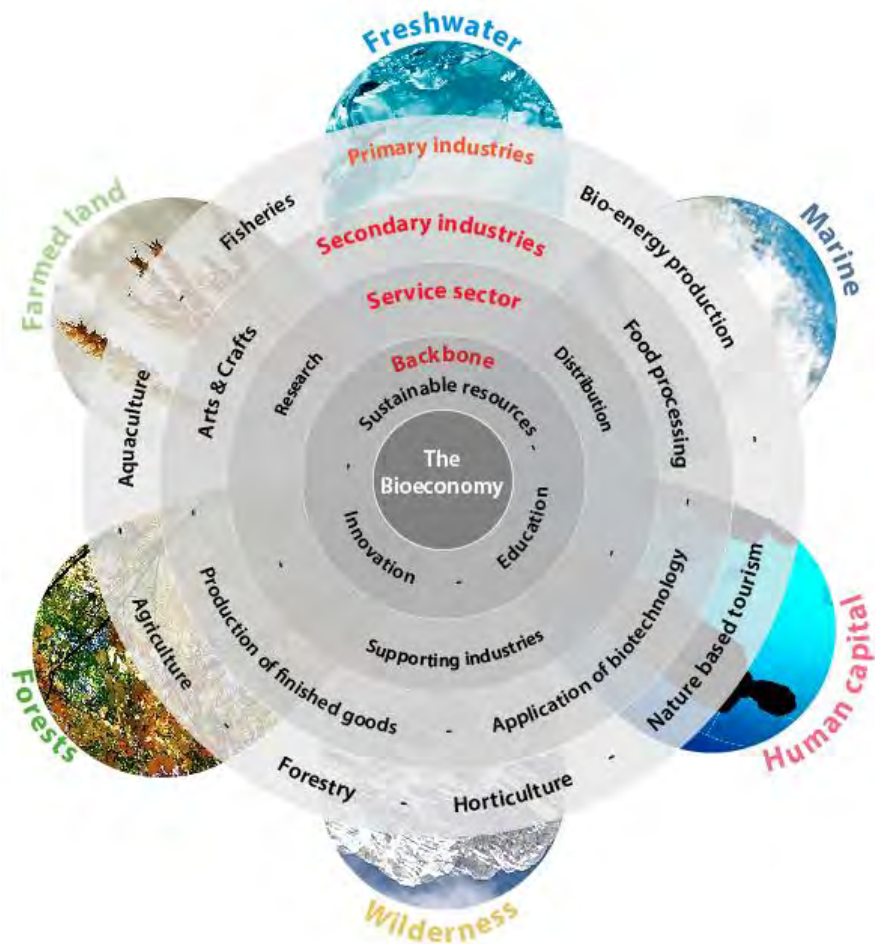 Freshwater
Marine
Human capital
Wilderness
Forests
Farmed land
Primary industries
Bio-energy production
-
Nature based tourism
-
Horticulture
-
Forestry
-
Agriculture
-
Aquaculture
-
Fisheries
Secondary industries
Food processing
-
Application of biotechnology
-
Production of finished goods
-
Arts & Crafts
Service sector
Distribution
-
Supporting industries
-
Research
Backbone
Sustainable resources
-
Education
-
Innovation
-
The
Bioeconomy